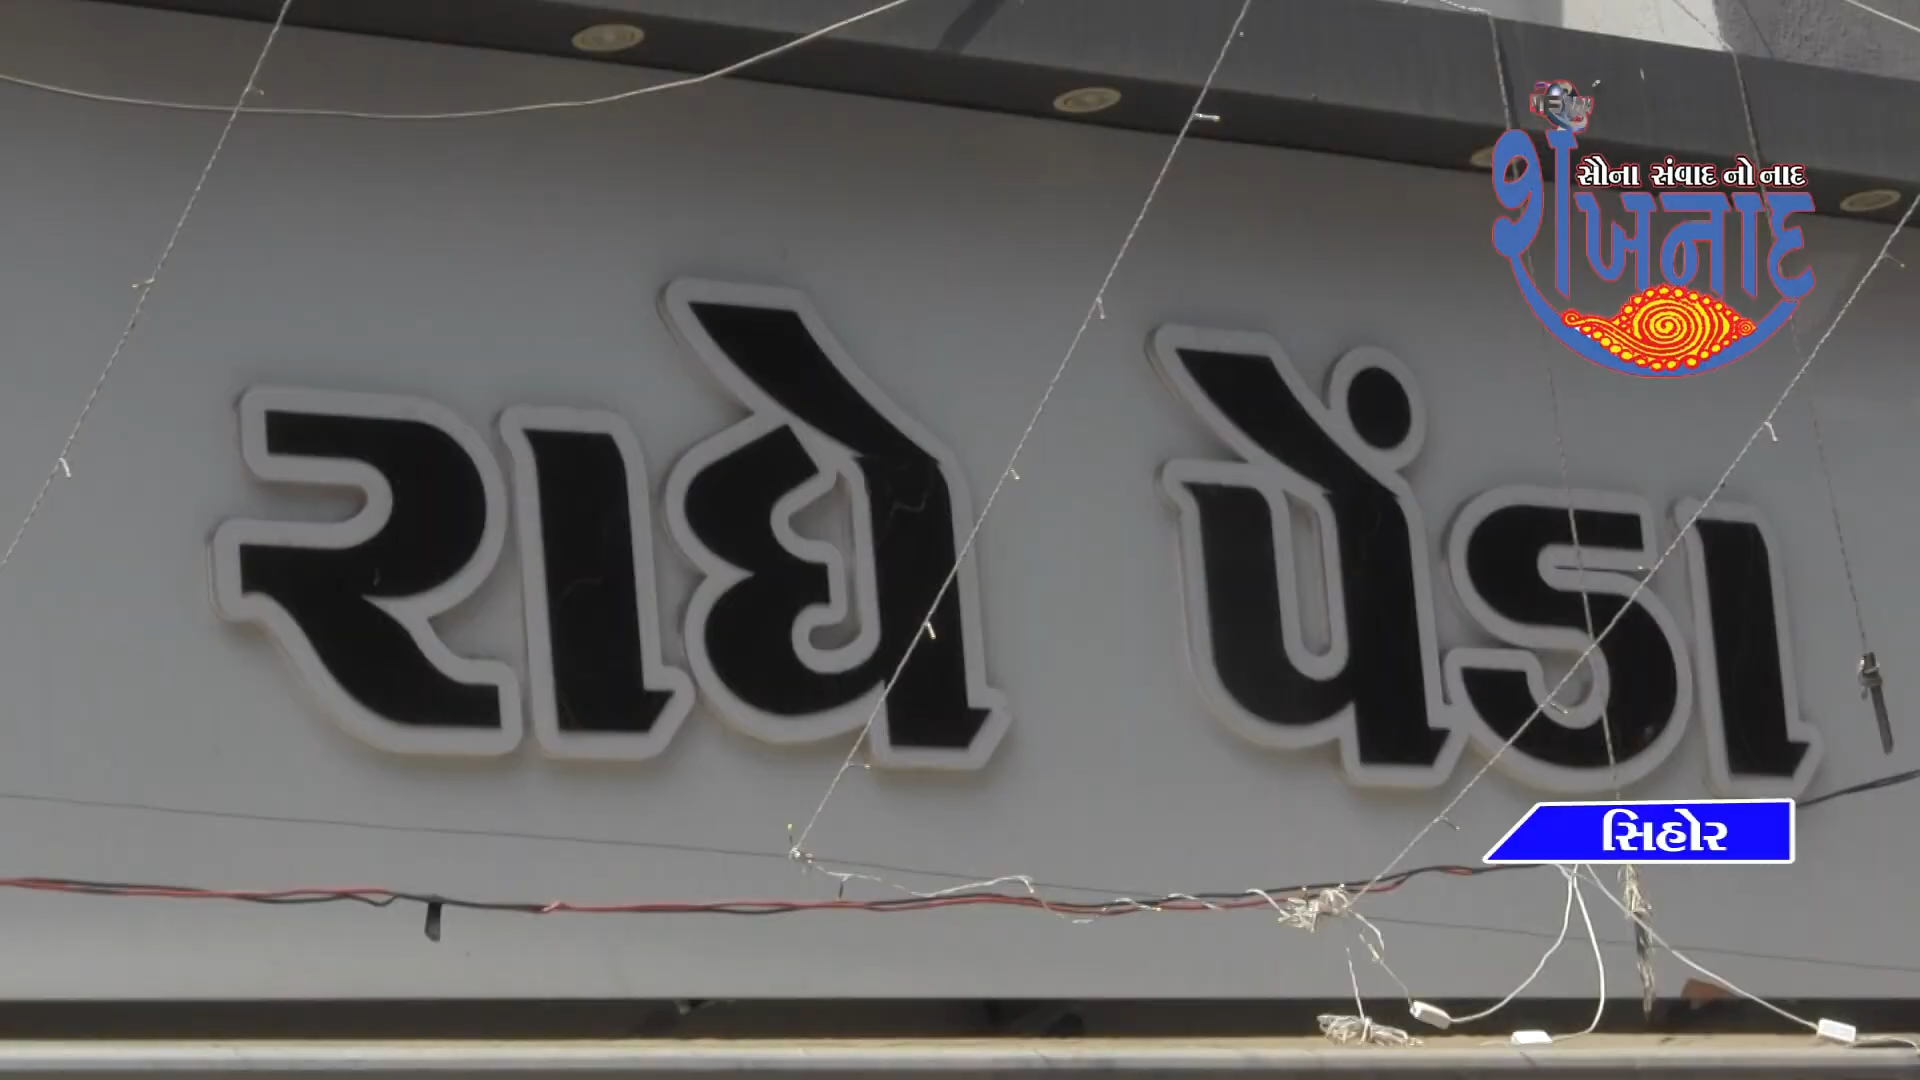 સૌના સંવાદ નો નાદ
શંખનાદ
રાધે પેંડા
સિહોર